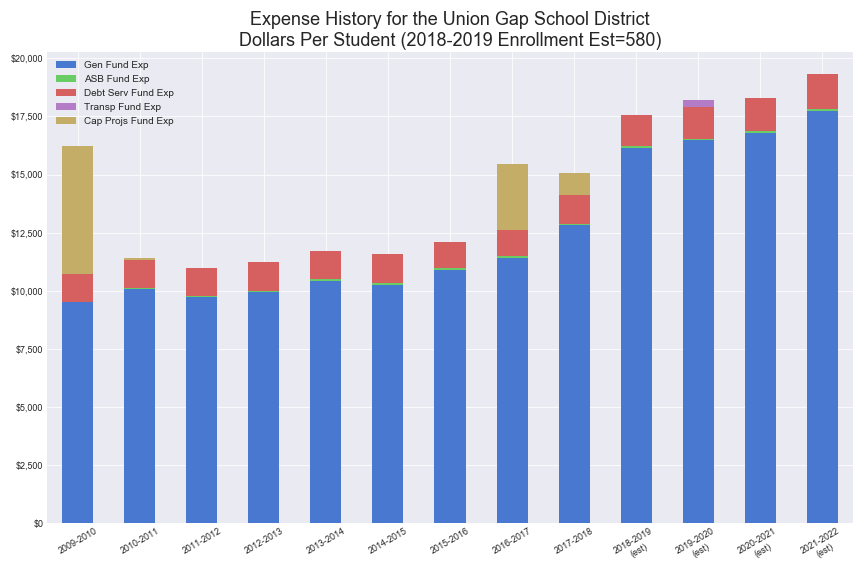 Expense History for the Union Gap School District
Dollars Per Student (2018-2019 Enrollment Est=580)
Gen Fund Exp
ASB Fund Exp
Debt Serv Fund Exp
Transp Fund Exp
Cap Projs Fund Exp
$20,000
$17,500
$15,000
$12,500
$10,000
$7,500
$5,000
$2,500
$0
2009-2010
2010-2011
2011-2012
2012-2013
2013-2014
2014-2015
2015-2016
2016-2017
2017-2018
2018-2019
(est)
2019-2020
(est)
2020-2021
(est)
2021-2022
(est)